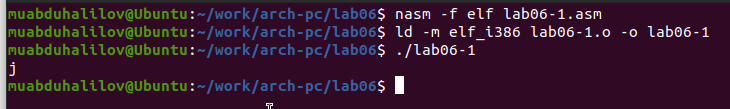 muabduhalilov@Ubuntu:~/work/arch-pc/lab06$ nasm -f elf lab06-1.asm
muabduhalilov@Ubuntu:~/work/arch-pc/lab06$ ld -m elf_i386 lab06-1.o -o lab06-1
muabduhalilov@Ubuntu:~/work/arch-pc/lab06$ ./lab06-1
j
muabduhalilov@Ubuntu:~/work/arch-pc/lab06$